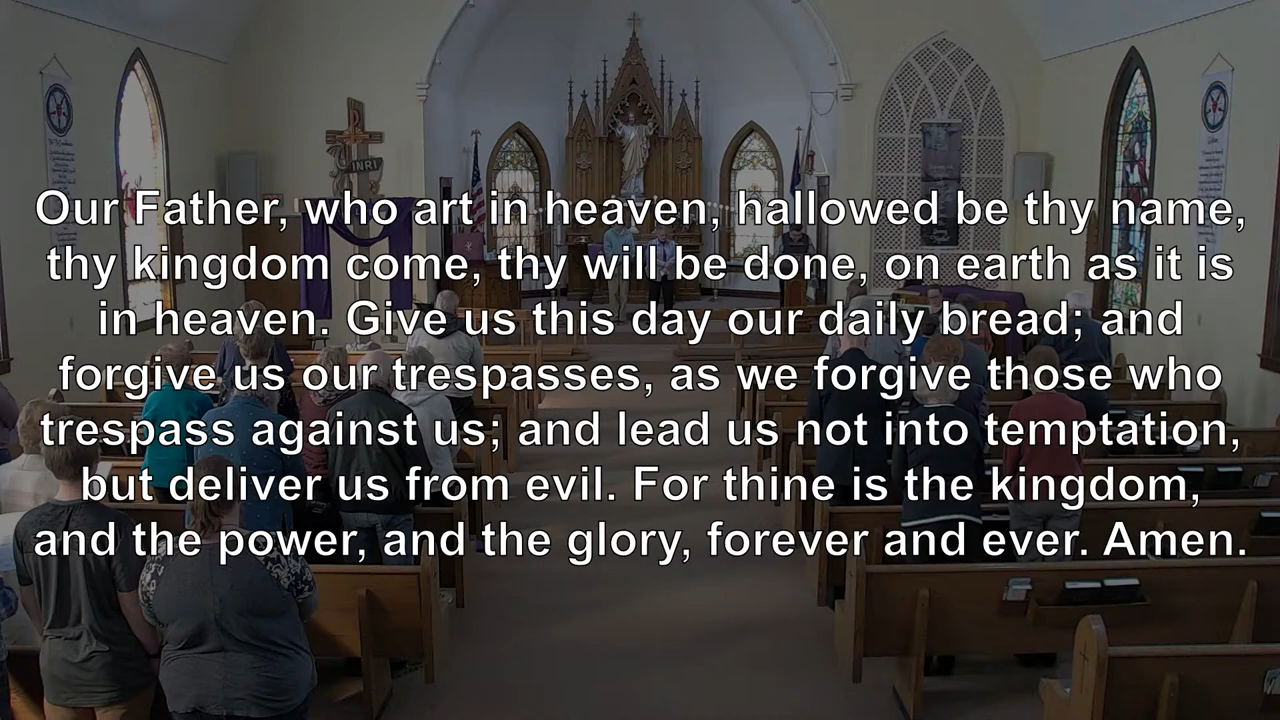 INRI
Our Father, who art in heaven, hallowed be thy name,
thy kingdom come, thy will be done, on earth as it is
in heaven. Give us this day our daily bread; and
forgive us our trespasses, as we forgive those who
trespass against us; and lead us not into temptation,
but deliver us from evil. For thine is the kingdom,
and the power, and the glory, forever and ever. Amen.